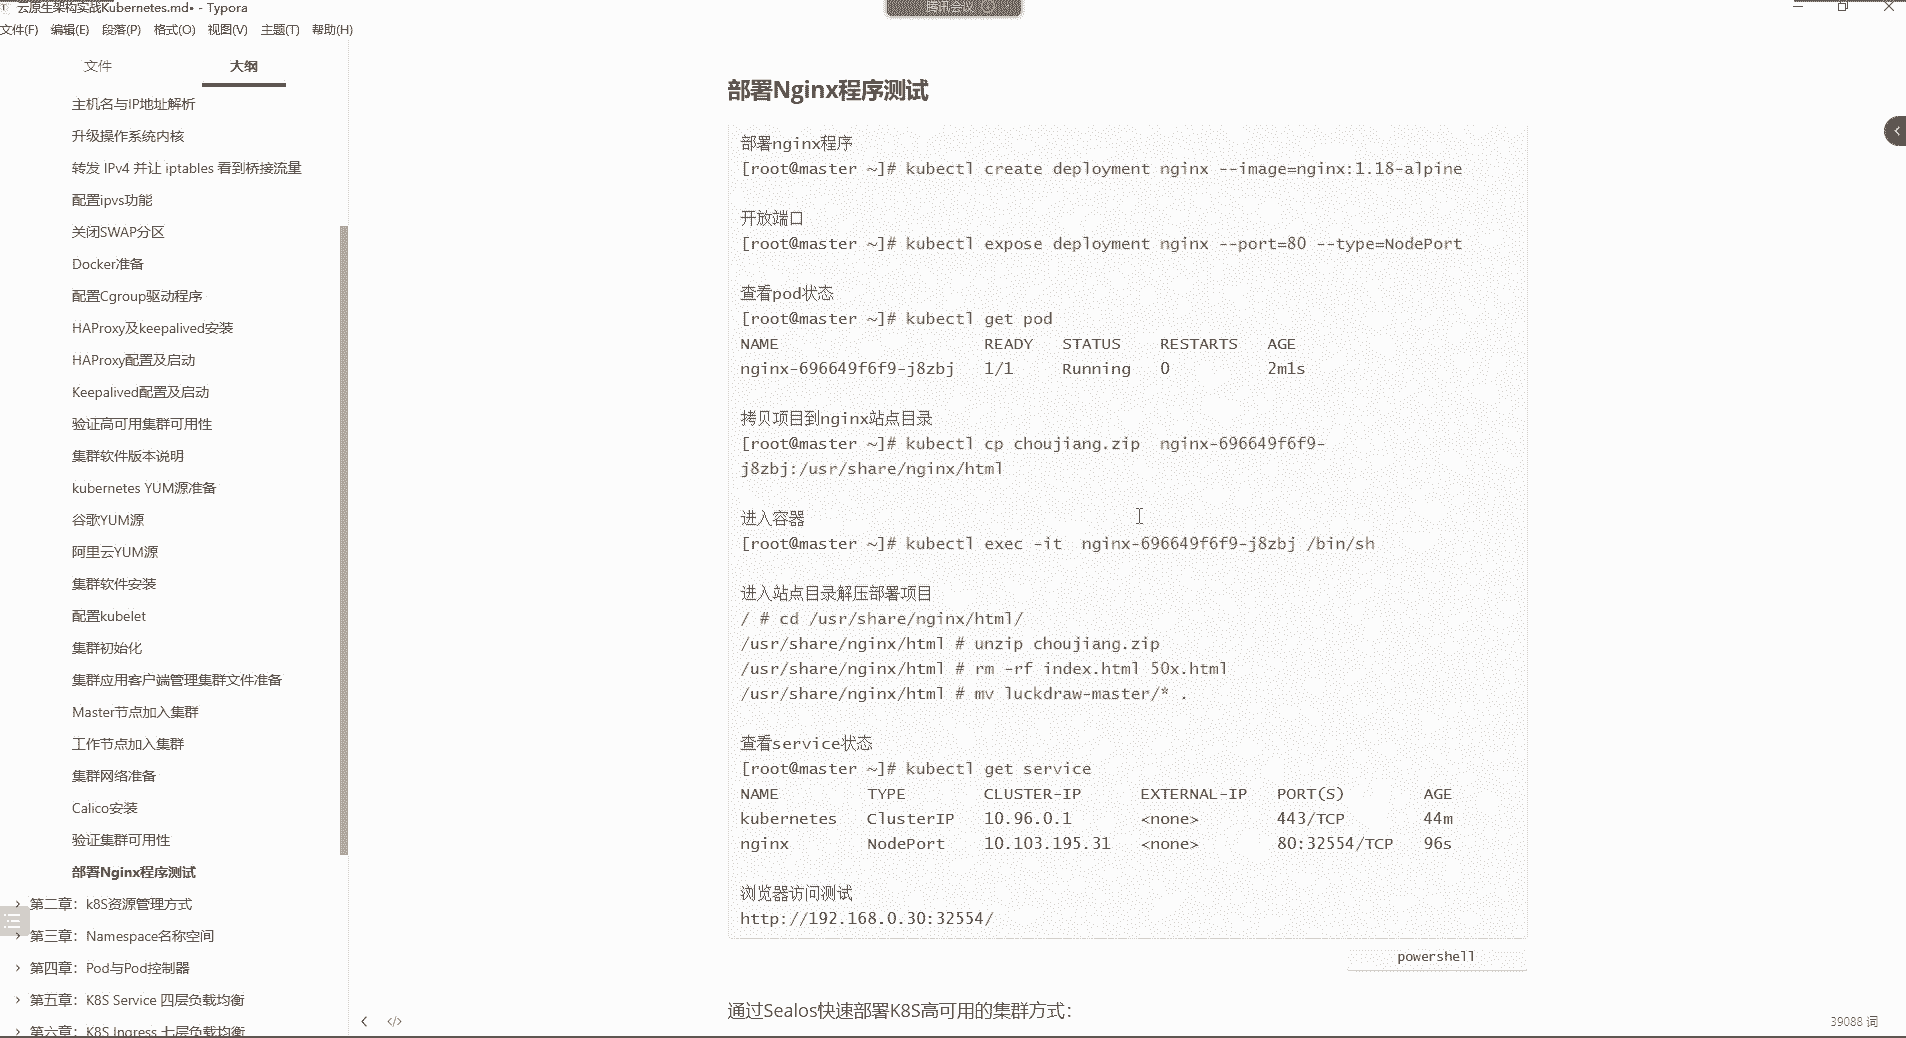 云原生架构实战Kubernetes.md• - Typora
腾讯会议
文件(F) 编辑(E) 段落(P) 格式(O) 视图(V) 主题(T) 帮助(H)
文件 大纲
主机名与IP地址解析
升级操作系统内核
转发 IPv4 并让 iptables 看到桥接流量
配置ipvs功能
关闭SWAP分区
Docker准备
配置Cgroup驱动程序
HAProxy及keepalived安装
HAProxy配置及启动
Keepalived配置及启动
验证高可用集群可用性
集群软件版本说明
kubernetes YUM源准备
谷歌YUM源
阿里云YUM源
集群软件安装
配置kubelet
集群初始化
集群应用客户端管理集群文件准备
Master节点加入集群
工作节点加入集群
集群网络准备
Calico安装
验证集群可用性
部署Nginx程序测试
第二章：k8S资源管理方式
第三章：Namespace名称空间
第四章：Pod与Pod控制器
第五章：K8S Service 四层负载均衡
第六章：K8S Ingress 七层负载均衡
部署Nginx程序测试
部署nginx程序
[root@master ~]# kubectl create deployment nginx --image=nginx:1.18-alpine
开放端口
[root@master ~]# kubectl expose deployment nginx --port=80 --type=NodePort
查看pod状态
[root@master ~]# kubectl get pod
NAME READY STATUS RESTARTS AGE
nginx-696649f6f9-j8zbj 1/1 Running 0 2m1s
拷贝项目到nginx站点目录
[root@master ~]# kubectl cp choujiang.zip nginx-696649f6f9-
j8zbj:/usr/share/nginx/html
进入容器
[root@master ~]# kubectl exec -it nginx-696649f6f9-j8zbj /bin/sh
进入站点目录解压部署项目
/ # cd /usr/share/nginx/html/
/usr/share/nginx/html # unzip choujiang.zip
/usr/share/nginx/html # rm -rf index.html 50x.html
/usr/share/nginx/html # mv luckdraw-master/* .
查看service状态
[root@master ~]# kubectl get service
NAME TYPE CLUSTER-IP EXTERNAL-IP PORT(S) AGE
kubernetes ClusterIP 10.96.0.1 <none> 443/TCP 44m
nginx NodePort 10.103.195.31 <none> 80:32554/TCP 96s
浏览器访问测试
http://192.168.0.30:32554/
powershell
通过Sealos快速部署K8S高可用的集群方式：
39088 词